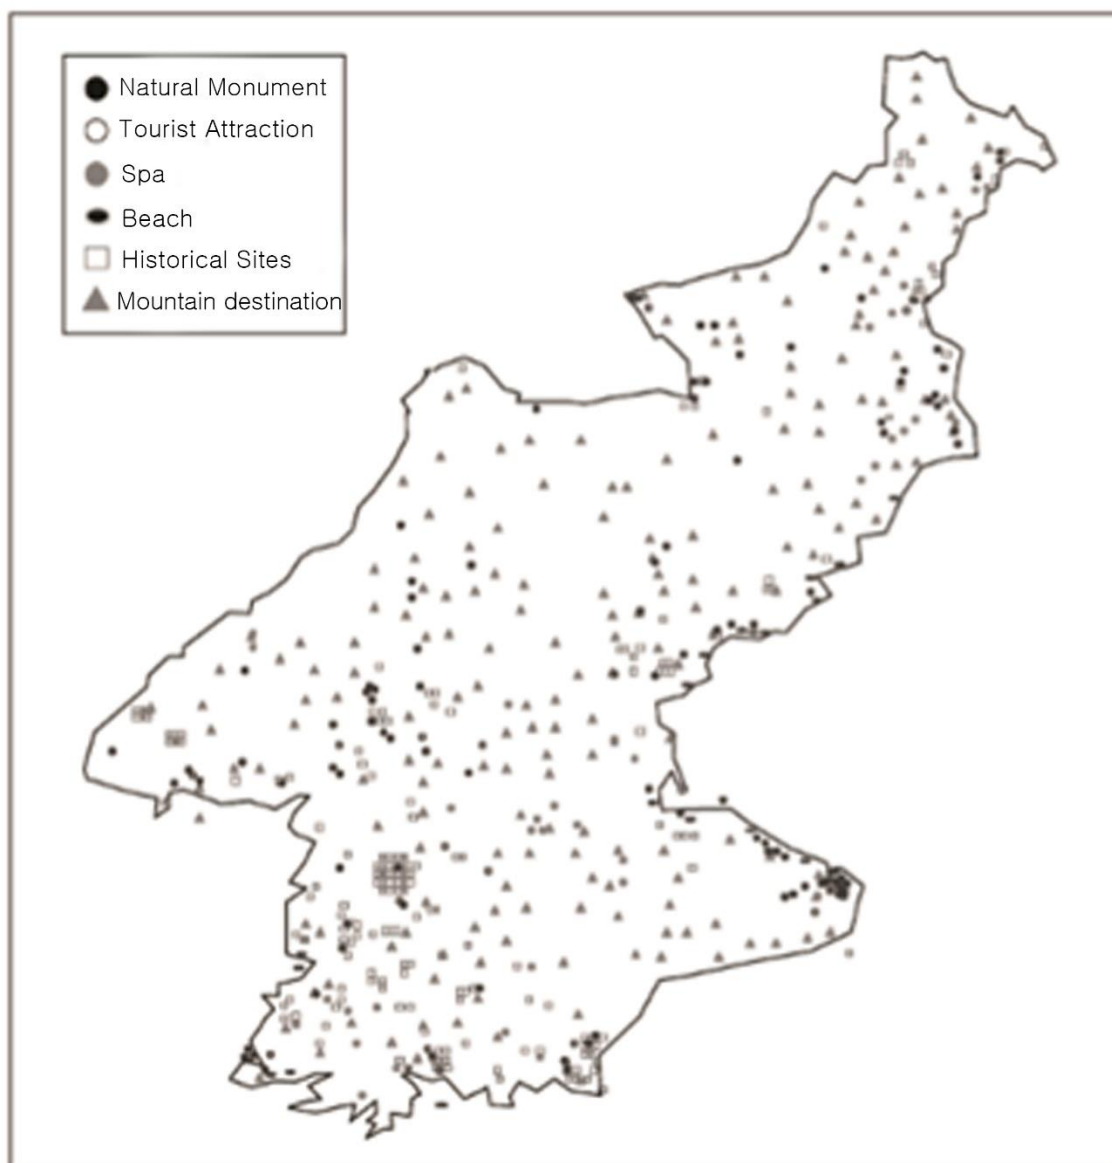 Natural Monument
Tourist Attraction
Spa
Beach
Historical Sites
Mountain destination